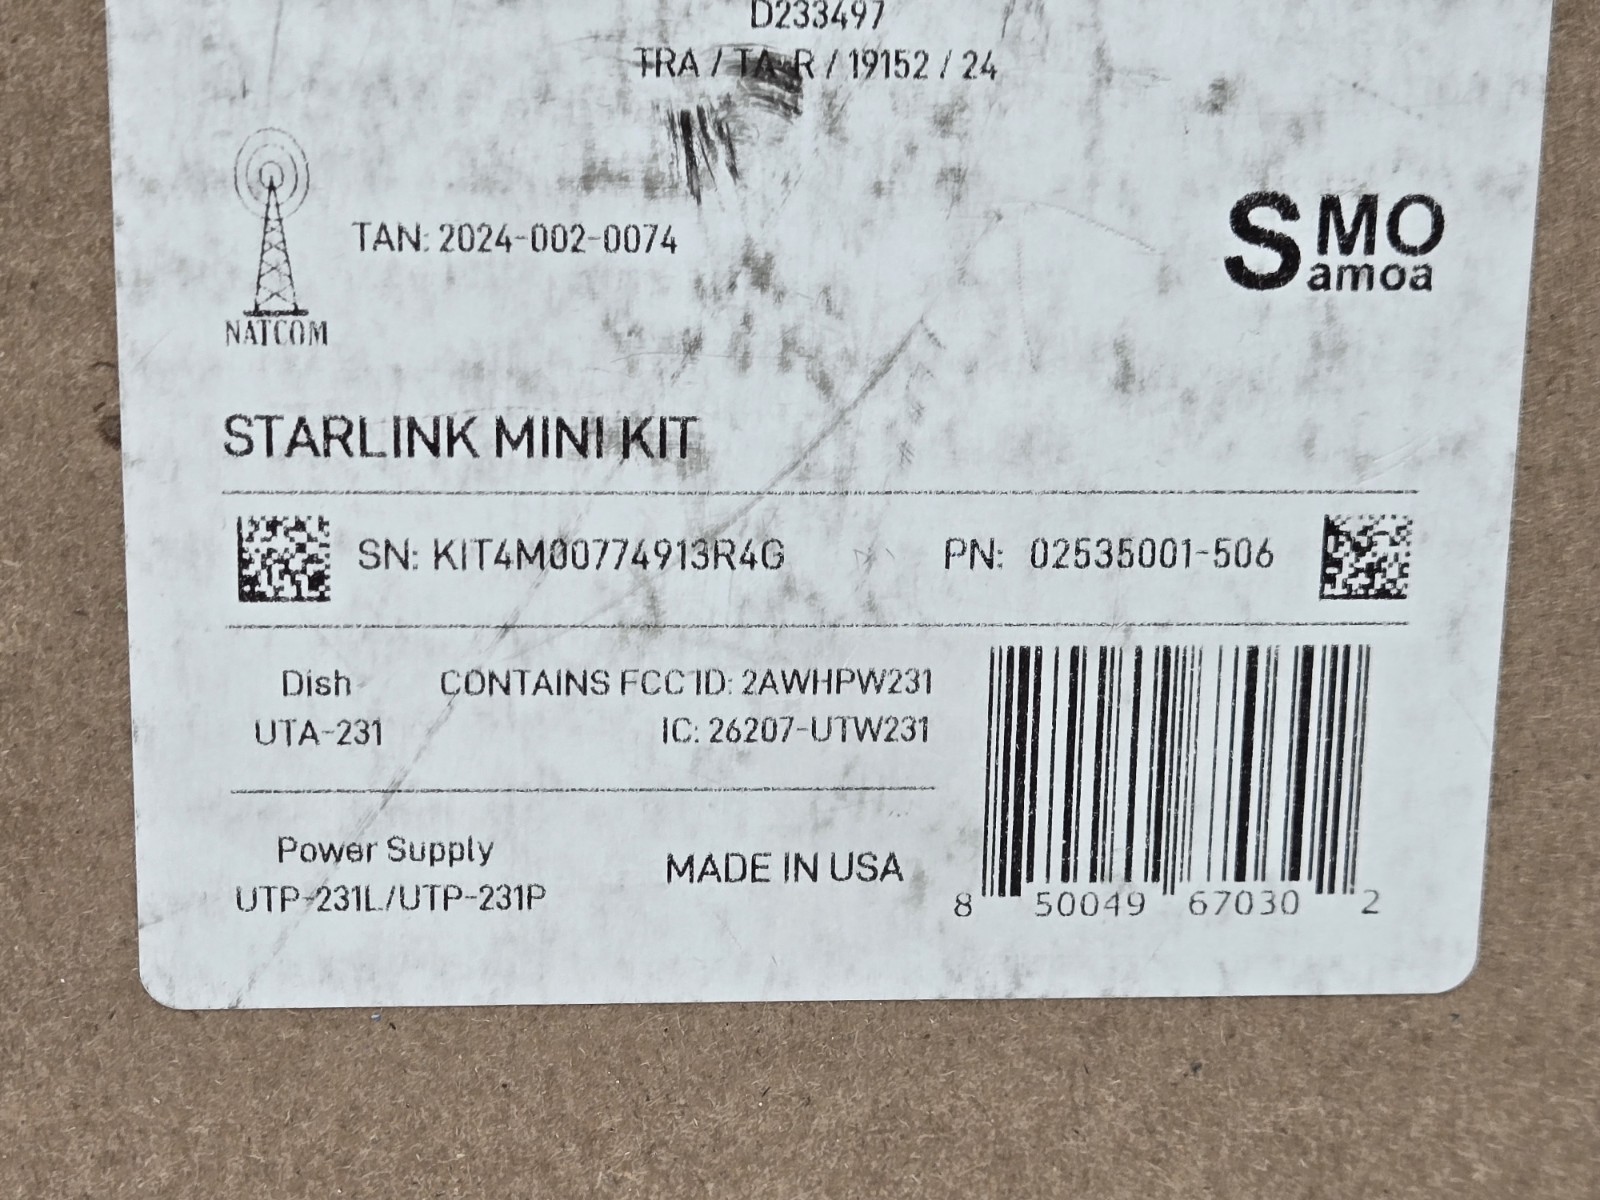 D233497
TRA / TA-R / 19152 / 24
TAN: 2024-002-0074
NATCOM
SMO
amoa
STARLINK MINI KIT
SN: KIT4M00774913R4G PN: 02535001-506
Dish CONTAINS FCC ID: 2AWHPW231
UTA-231 IC: 26207-UTW231
Power Supply
UTP-231L/UTP-231P
MADE IN USA
8 50049 67030 2